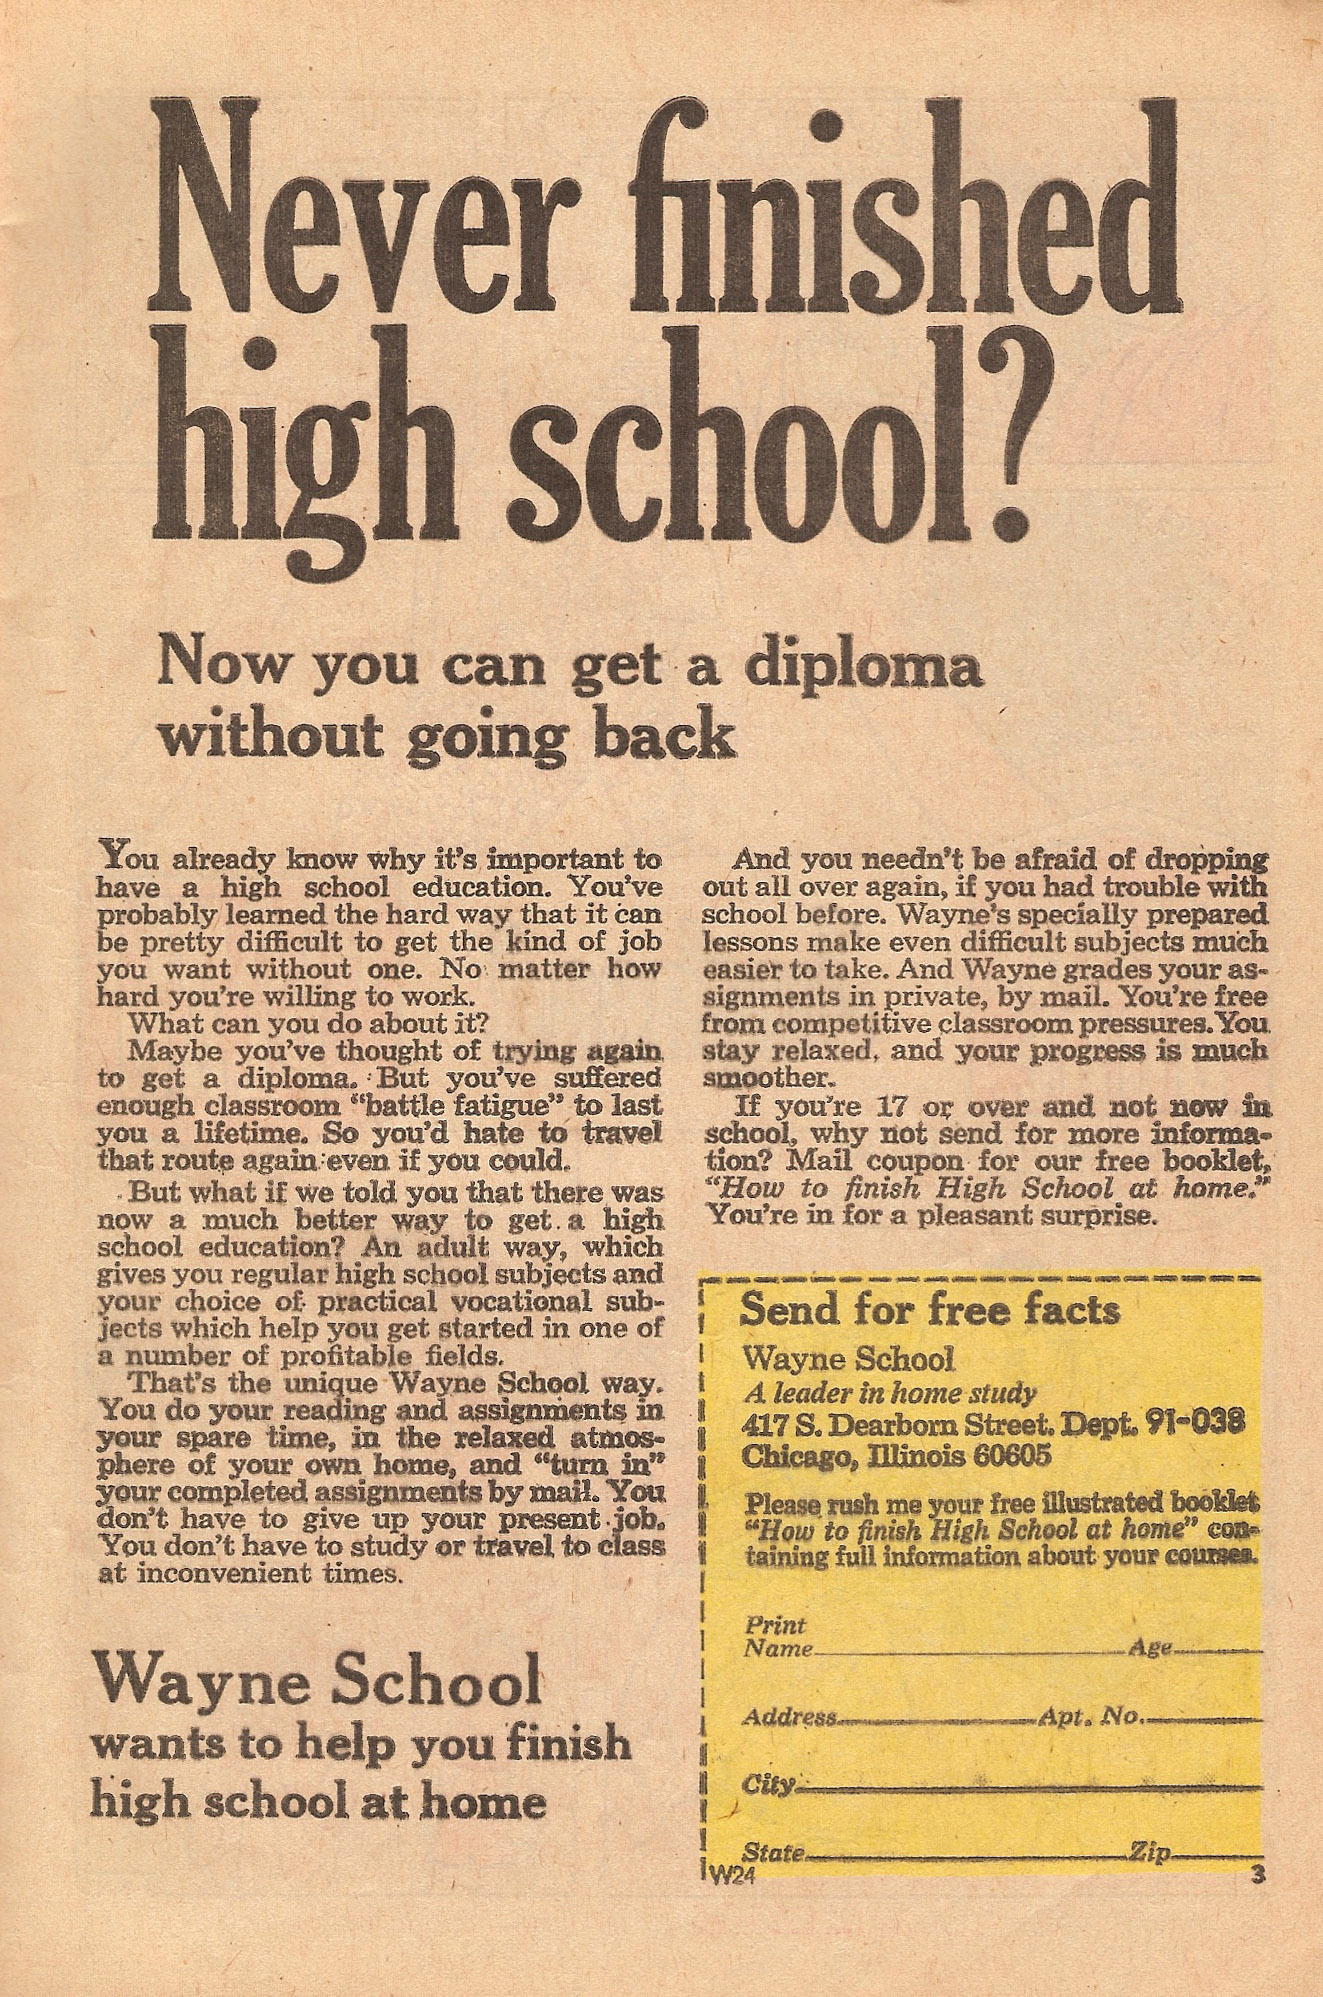 Never finished
high school?
Now you can get a diploma
without going back
You already know why it's important to
have a high school education. You've
probably learned the hard way that it can
be pretty difficult to get the kind of job
you want without one. No matter how
hard you're willing to work.
What can you do about it?
Maybe you've thought of trying again
to get a diploma. But you've suffered
enough classroom "battle fatigue" to last
you a lifetime. So you'd hate to travel
that route again even if you could.
But what if we told you that there was
now a much better way to get a high
school education? An adult way, which
gives you regular high school subjects and
your choice of practical vocational sub-
jects which help you get started in one of
a number of profitable fields.
That's the unique Wayne School way.
You do your reading and assignments in
your spare time, in the relaxed atmos-
phere of your own home, and "turn in"
your completed assignments by mail. You
don't have to give up your present job.
You don't have to study or travel to class
at inconvenient times.
Wayne School
wants to help you finish
high school at home
And you needn't be afraid of dropping
out all over again, if you had trouble with
school before. Wayne's specially prepared
lessons make even difficult subjects much
easier to take. And Wayne grades your as-
signments in private, by mail. You're free
from competitive classroom pressures. You
stay relaxed, and your progress is much
smoother.
If you're 17 or over and not now in
school, why not send for more informa-
tion? Mail coupon for our free booklet,
"How to finish High School at home."
You're in for a pleasant surprise.
Send for free facts
Wayne School
A leader in home study
417 S. Dearborn Street. Dept. 91-038
Chicago, Illinois 60605
Please rush me your free illustrated booklet
"How to finish High School at home" con-
taining full information about your courses.
Print
Name Age
Address Apt. No.
City
State Zip
W24 3